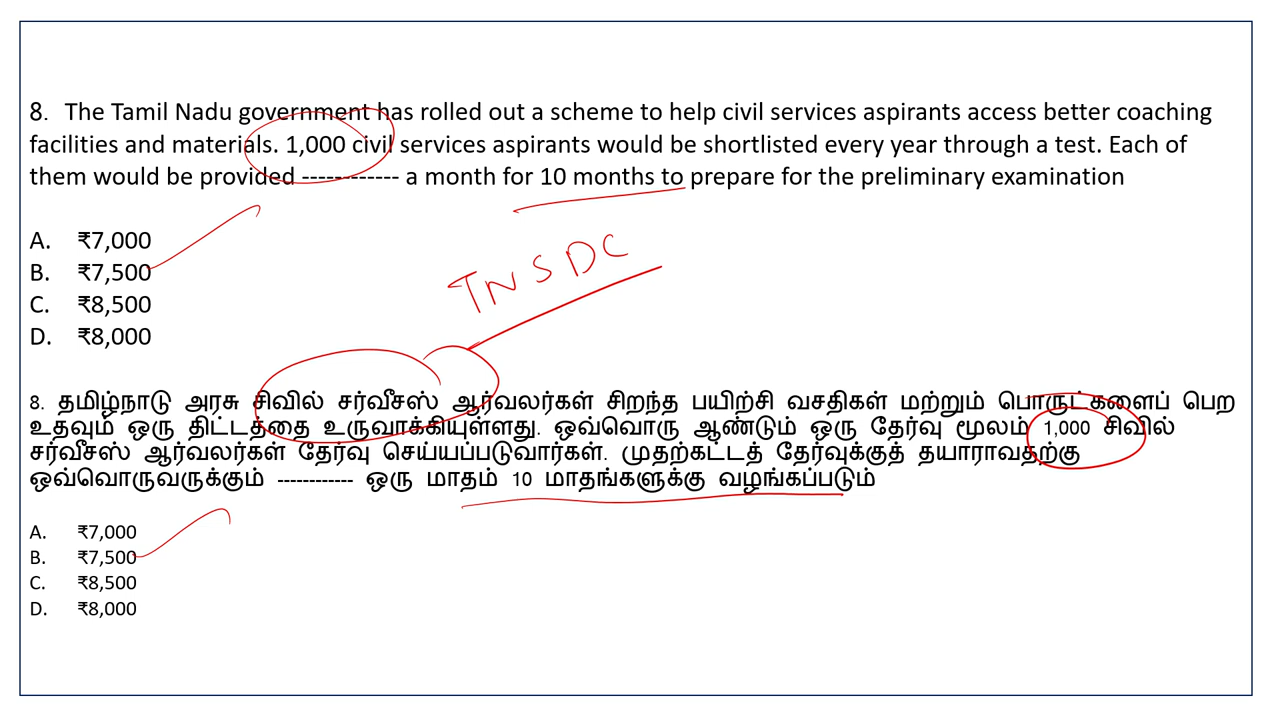 8. The Tamil Nadu government has rolled out a scheme to help civil services aspirants access better coaching
facilities and materials. 1,000 civil services aspirants would be shortlisted every year through a test. Each of
them would be provided ------------ a month for 10 months to prepare for the preliminary examination
A. ₹7,000
B. ₹7,500
C. ₹8,500
D. ₹8,000
TNSDC
8. தமிழ்நாடு அரசு சிவில் சர்வீசஸ் ஆர்வலர்கள் சிறந்த பயிற்சி வசதிகள் மற்றும் பொருட்களைப் பெற
உதவும் ஒரு திட்டத்தை உருவாக்கியுள்ளது. ஒவ்வொரு ஆண்டும் ஒரு தேர்வு மூலம் 1,000 சிவில்
சர்வீசஸ் ஆர்வலர்கள் தேர்வு செய்யப்படுவார்கள். முதற்கட்டத் தேர்வுக்குத் தயாராவதற்கு
ஒவ்வொருவருக்கும் ------------ ஒரு மாதம் 10 மாதங்களுக்கு வழங்கப்படும்
A. ₹7,000
B. ₹7,500
C. ₹8,500
D. ₹8,000